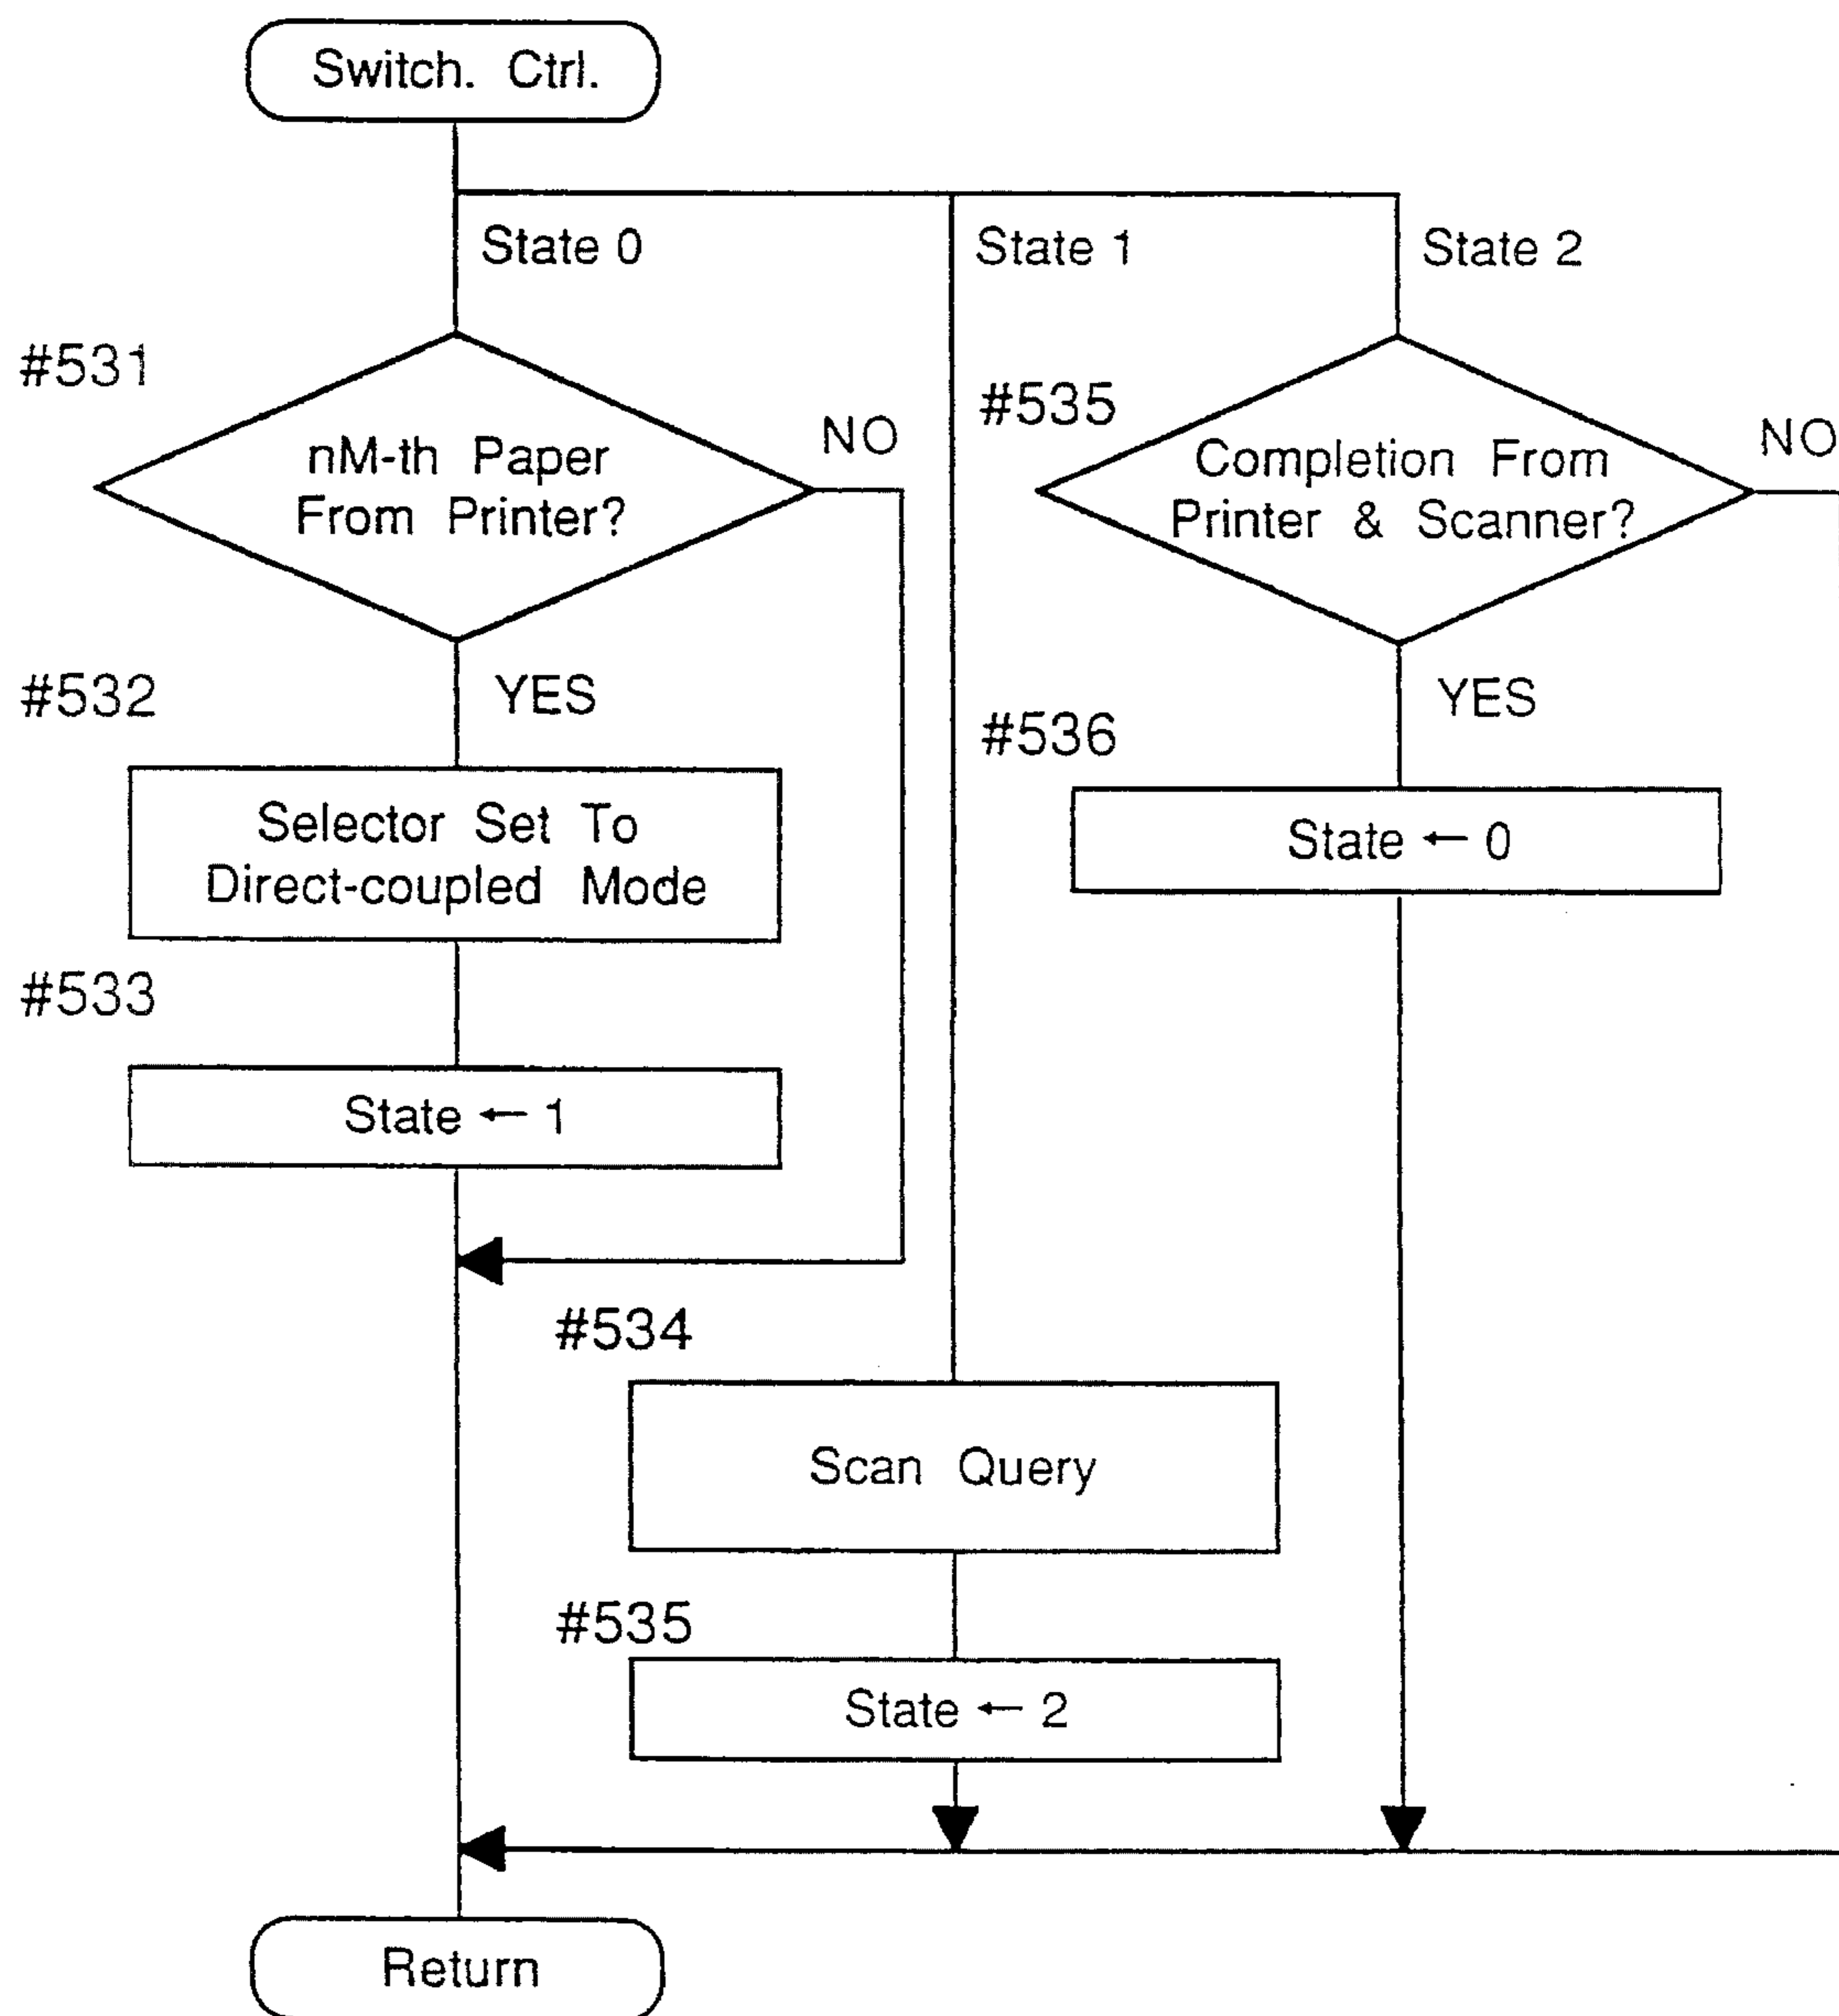 Switch. Ctrl.
State 0
State 1
State 2
#531
nM-th Paper
From Printer?
NO
#535
Completion From
Printer & Scanner?
NO
#532
YES
Selector Set To
Direct-coupled Mode
#536
YES
State ← 0
#533
State ← 1
#534
Scan Query
#535
State ← 2
Return